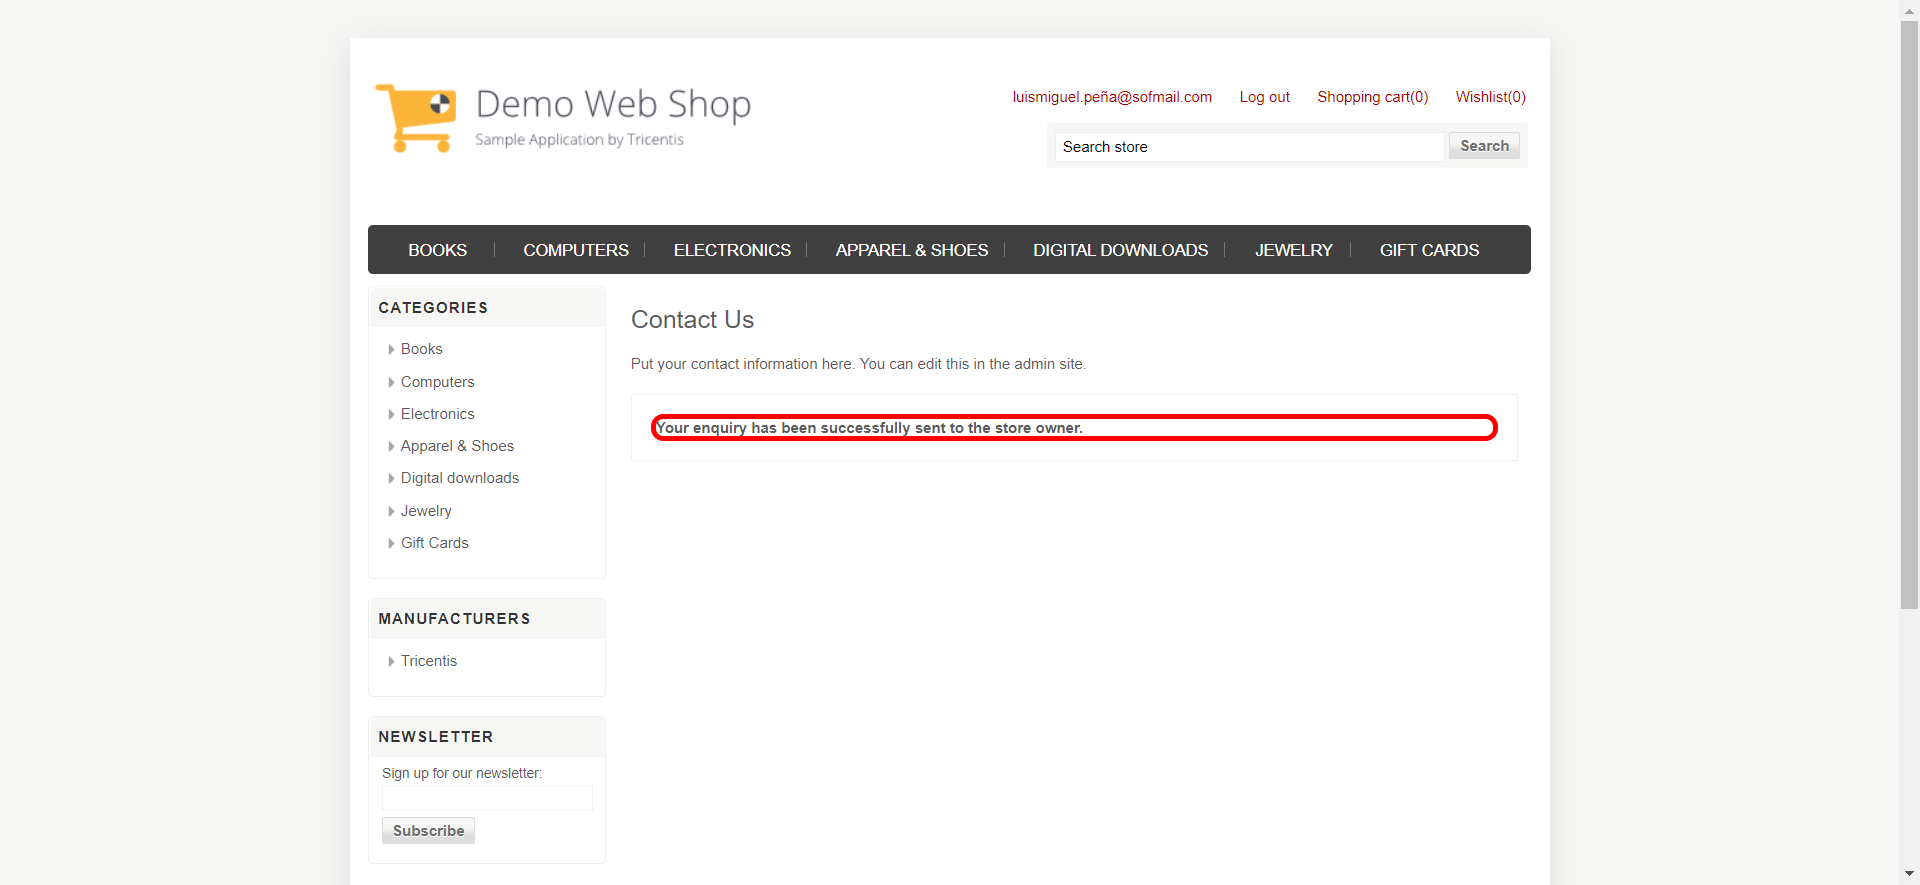 Demo Web Shop
Sample Application by Tricentis
luismiguel.peña@sofmail.com Log out Shopping cart(0) Wishlist(0)
Search store Search
BOOKS COMPUTERS ELECTRONICS APPAREL & SHOES DIGITAL DOWNLOADS JEWELRY GIFT CARDS
CATEGORIES
Books
Computers
Electronics
Apparel & Shoes
Digital downloads
Jewelry
Gift Cards
MANUFACTURERS
Tricentis
NEWSLETTER
Sign up for our newsletter:
Subscribe
Contact Us
Put your contact information here. You can edit this in the admin site.
Your enquiry has been successfully sent to the store owner.